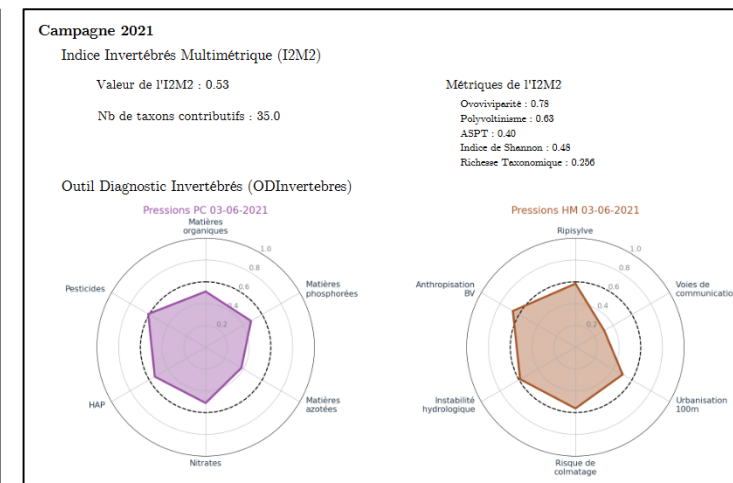 Campagne 2021
Indice Invertébrés Multimétrique (I2M2)
Valeur de l'I2M2 : 0.53
Nb de taxons contributifs : 35.0
Métriques de l'I2M2
Ovoviviparité : 0.78
Polyvoltinisme : 0.63
ASPT : 0.40
Indice de Shannon : 0.48
Richesse Taxonomique : 0.256
Outil Diagnostic Invertébrés (ODInvertebres)
Pressions PC 03-06-2021
Matières
organiques
1.0
0.8
0.6
0.4
0.2
Pesticides
Matières
phosphorées
HAP
Matières
azotées
Nitrates
Pressions HM 03-06-2021
Ripisylve
1.0
0.8
0.6
0.4
0.2
Anthropisation
BV
Voies de
communication
Instabilité
hydrologique
Urbanisation
100m
Risque de
colmatage